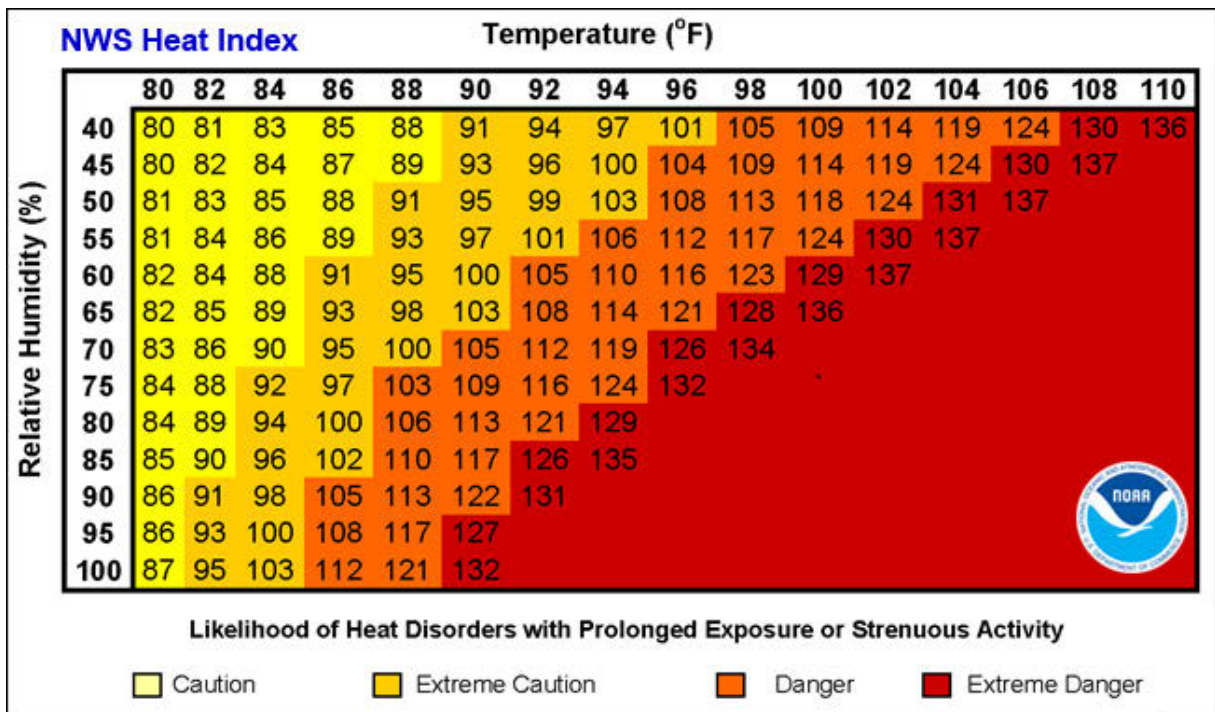 NWS Heat Index
Temperature (°F)
80 82 84 86 88 90 92 94 96 98 100 102 104 106 108 110
Relative Humidity (%)
40 80 81 83 85 88 91 94 97 101 105 109 114 119 124 130 136
45 80 82 84 87 89 93 96 100 104 109 114 119 124 130 137
50 81 83 85 88 91 95 99 103 108 113 118 124 131 137
55 81 84 86 89 93 97 101 106 112 117 124 130 137
60 82 84 88 91 95 100 105 110 116 123 129 137
65 82 85 89 93 98 103 108 114 121 128 136
70 83 86 90 95 100 105 112 119 126 134
75 84 88 92 97 103 109 116 124 132
80 84 89 94 100 106 113 121 129
85 85 90 96 102 110 117 126 135
90 86 91 98 105 113 122 131
95 86 93 100 108 117 127
100 87 95 103 112 121 132
NOAA
Likelihood of Heat Disorders with Prolonged Exposure or Strenuous Activity
Caution Extreme Caution Danger Extreme Danger